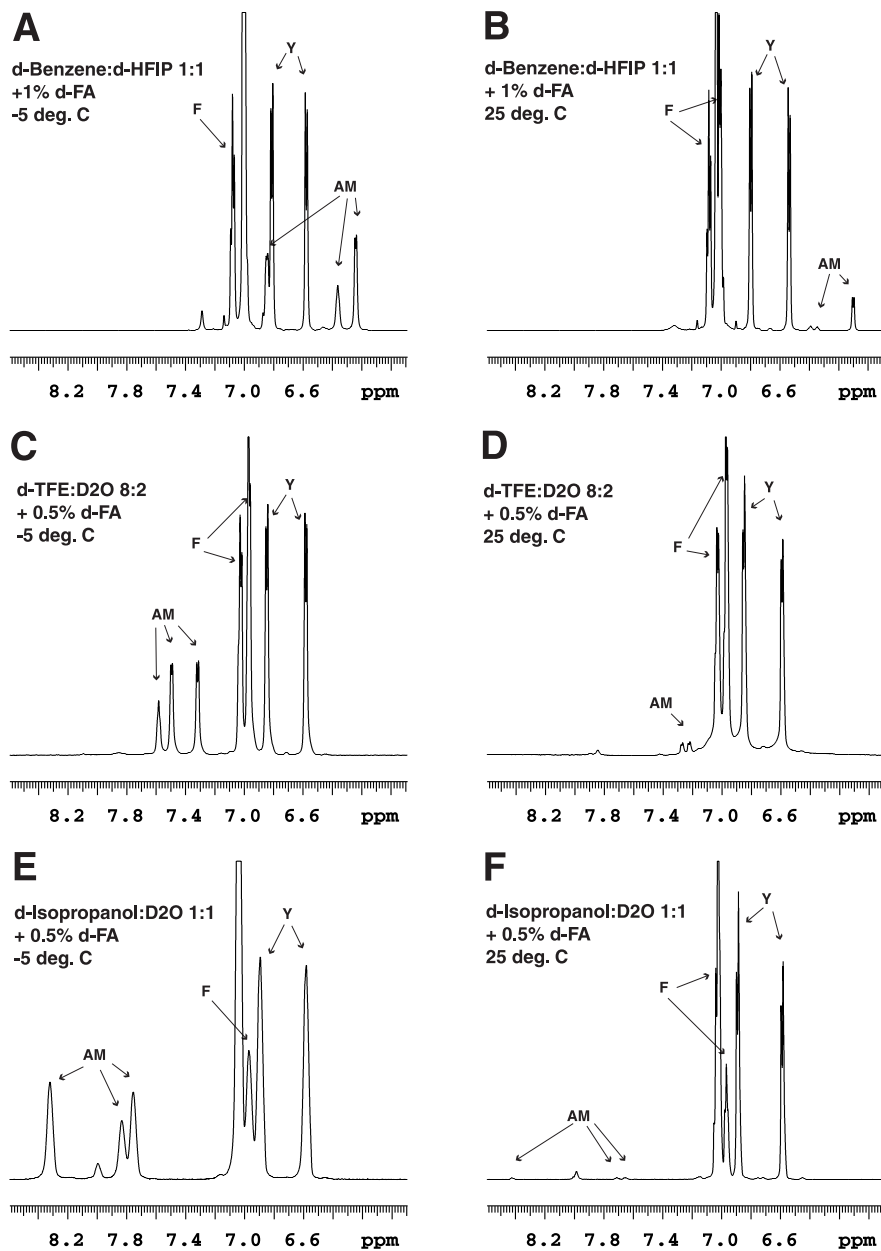 A
d-Benzene:d-HFIP 1:1
+1% d-FA
-5 deg. C
F
Y
AM
8.2 7.8 7.4 7.0 6.6 ppm
B
d-Benzene:d-HFIP 1:1
+ 1% d-FA
25 deg. C
F
Y
AM
8.2 7.8 7.4 7.0 6.6 ppm
C
d-TFE:D2O 8:2
+ 0.5% d-FA
-5 deg. C
F
Y
AM
8.2 7.8 7.4 7.0 6.6 ppm
D
d-TFE:D2O 8:2
+ 0.5% d-FA
25 deg. C
F
Y
AM
8.2 7.8 7.4 7.0 6.6 ppm
E
d-Isopropanol:D2O 1:1
+ 0.5% d-FA
-5 deg. C
F
Y
AM
8.2 7.8 7.4 7.0 6.6 ppm
F
d-Isopropanol:D2O 1:1
+ 0.5% d-FA
25 deg. C
F
Y
AM
8.2 7.8 7.4 7.0 6.6 ppm